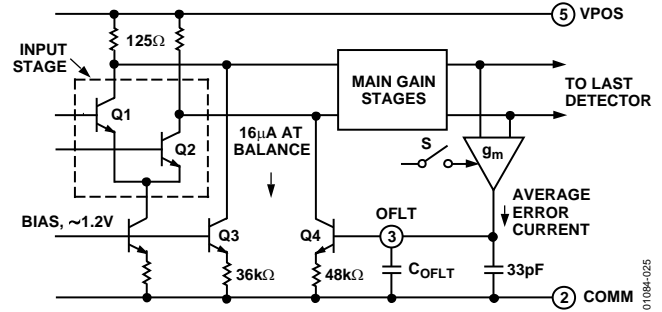 5 VPOS
125Ω
INPUT
STAGE
MAIN GAIN
STAGES
TO LAST
DETECTOR
Q1
Q2
16µA AT
BALANCE
S
gm
AVERAGE
ERROR
CURRENT
BIAS, ~1.2V
OFLT
Q3
Q4
3
36kΩ
48kΩ
COFLT
33pF
2 COMM
01084-025